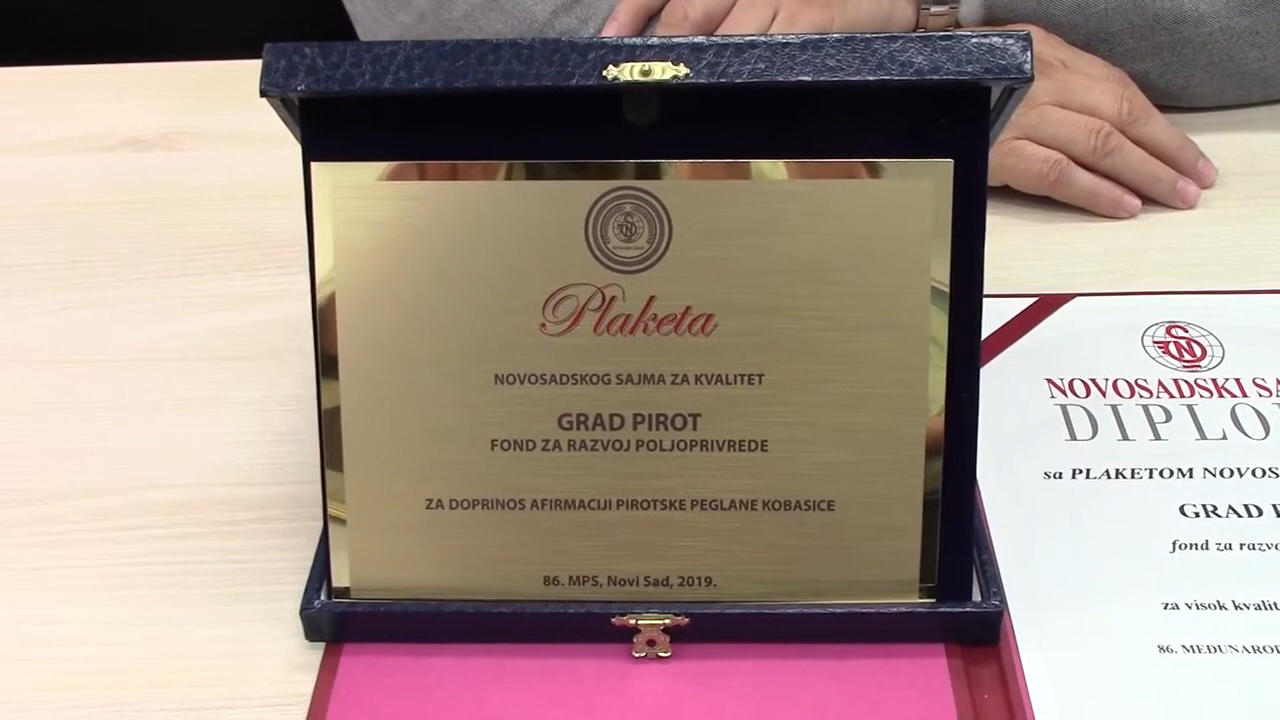 Plaketa
NOVOSADSKOG SAJMA ZA KVALITET
GRAD PIROT
FOND ZA RAZVOJ POLJOPRIVREDE
ZA DOPRINOS AFIRMACIJI PIROTSKE PEGLANE KOBASICE
86. MPS, Novi Sad, 2019.
NOVOSADSKI SA
DIPLO
sa PLAKETOM NOVOS
GRAD P
fond za razvo
za visok kvalit
86. MEĐUNAROD